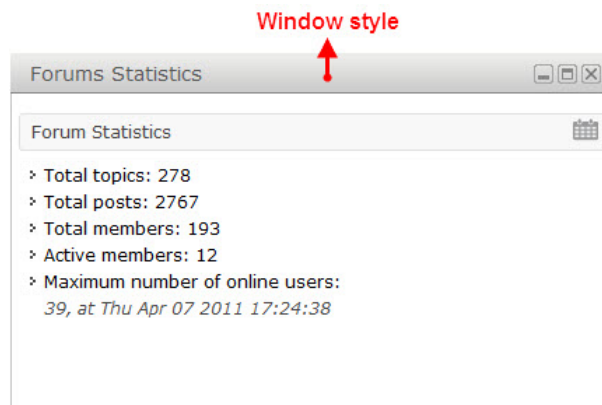 Window style
Forums Statistics
Forum Statistics
Total topics: 278
Total posts: 2767
Total members: 193
Active members: 12
Maximum number of online users:
39, at Thu Apr 07 2011 17:24:38